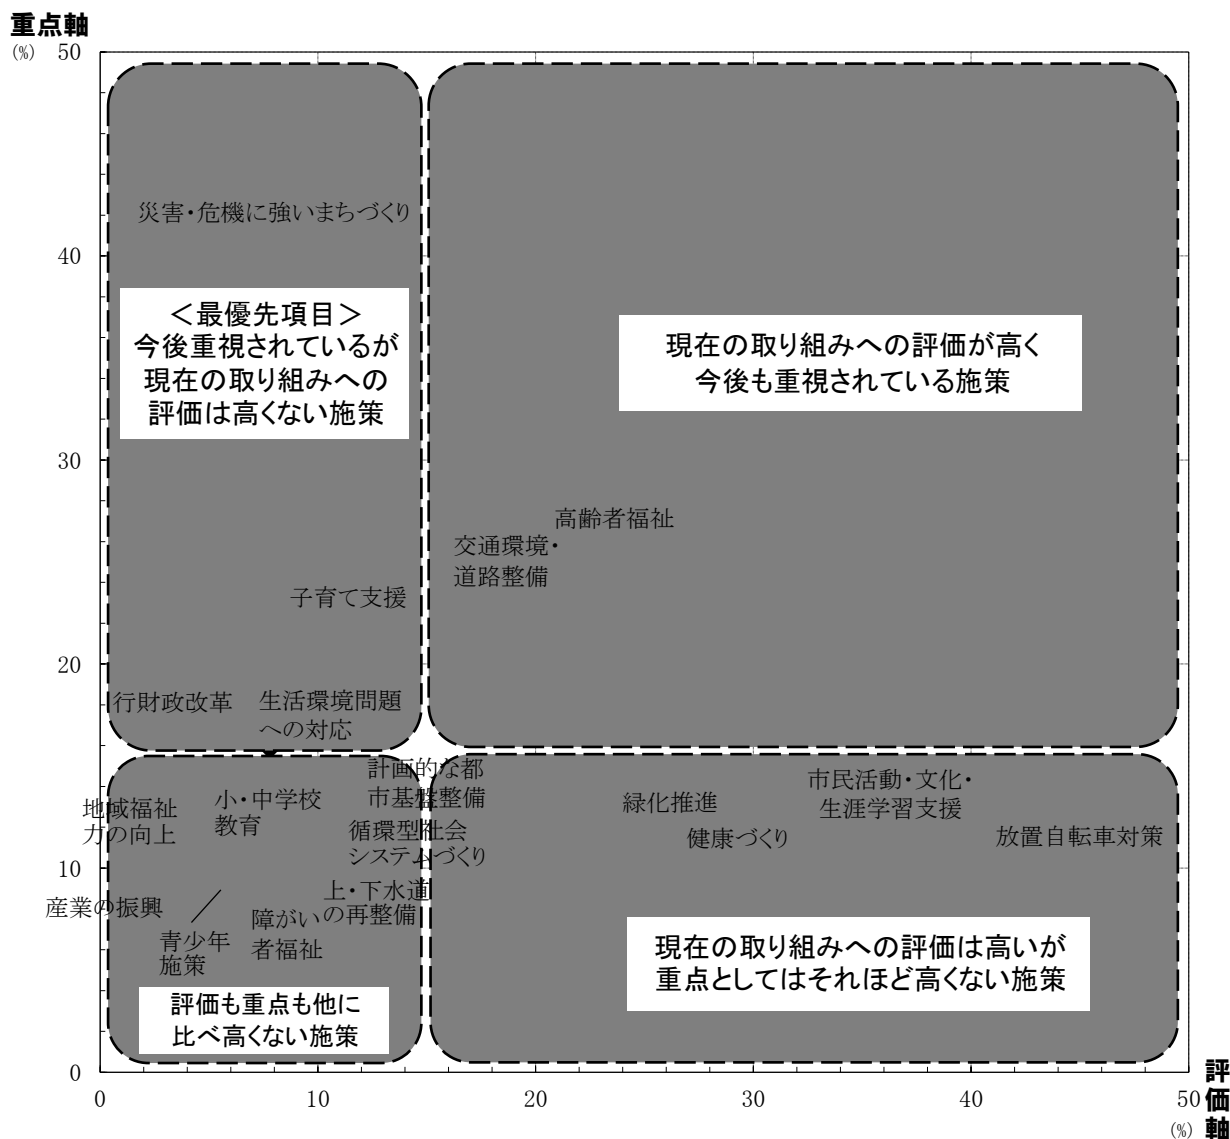 重点軸
(%)
50
災害・危機に強いまちづくり
40
＜最優先項目＞
今後重視されているが
現在の取り組みへの
評価は高くない施策
現在の取り組みへの評価が高く
今後も重視されている施策
30
高齢者福祉
交通環境・
道路整備
子育て支援
20
行財政改革
生活環境問題
への対応
計画的な都
市基盤整備
地域福祉
力の向上
小・中学校
教育
循環型社会
システムづくり
緑化推進
市民活動・文化・
生涯学習支援
健康づくり
放置自転車対策
10
産業の振興
上・下水道
の再整備
青少年
施策
障がい
者福祉
現在の取り組みへの評価は高いが
重点としてはそれほど高くない施策
評価も重点も他に
比べ高くない施策
0
0
10
20
30
40
50
(%)
評価軸